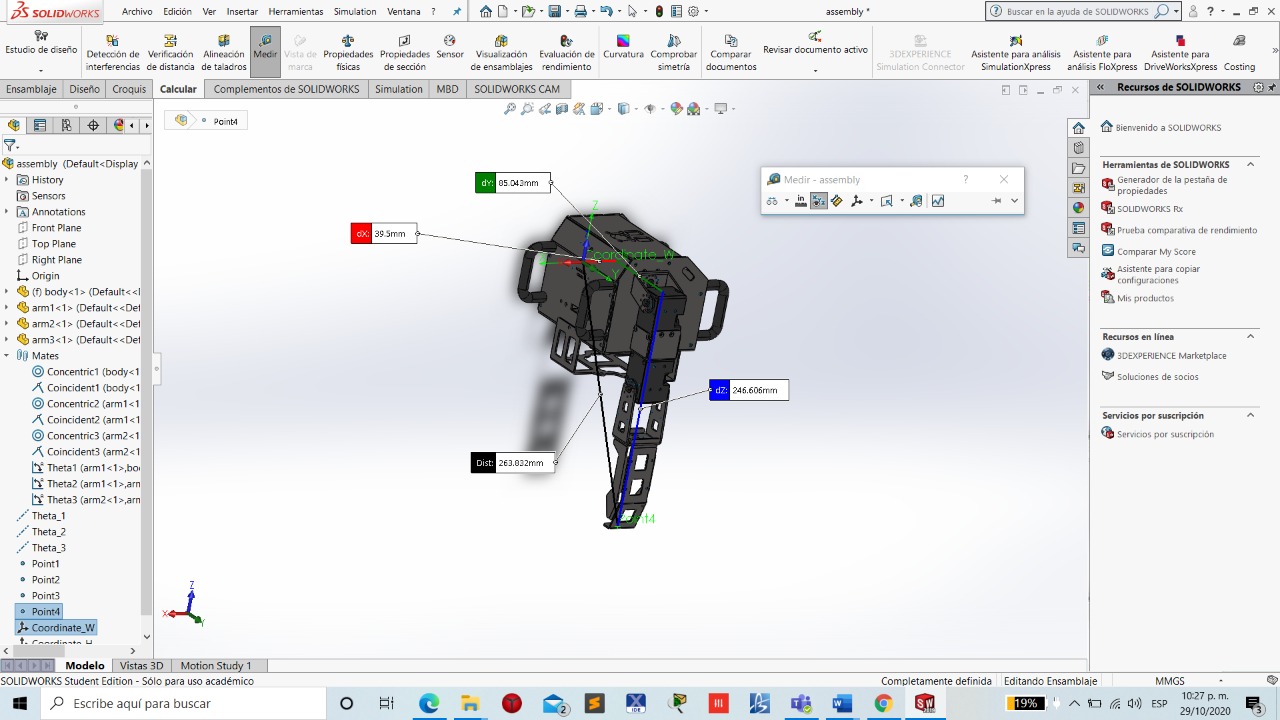 SOLIDWORKS
Archivo Edición Ver Insertar Herramientas Simulation Ventana ?
assembly *
Buscar en la ayuda de SOLIDWORKS
Estudio de diseño
Detección de interferencias
Verificación de distancia
Alineación de taladros
Medir
Vista de marca
Propiedades físicas
Propiedades de sección
Sensor
Visualización de ensamblajes
Evaluación de rendimiento
Curvatura
Comprobar simetría
Comparar documentos
Revisar documento activo
3DEXPERIENCE Simulation Connector
Asistente para análisis SimulationXpress
Asistente para análisis FloXpress
Asistente para DriveWorksXpress
Costing
Ensamblaje Diseño Croquis Calcular Complementos de SOLIDWORKS Simulation MBD SOLIDWORKS CAM
Point4
assembly (Default<Display
History
Sensors
Annotations
Front Plane
Top Plane
Right Plane
Origin
(f) body<1> (Default<<Def
arm1<1> (Default<<Def
arm2<1> (Default<<Def
arm3<1> (Default<<Def
Mates
Concentric1 (body<1
Coincident1 (body<1
Concentric2 (arm1<1
Coincident2 (arm1<1
Concentric3 (arm2<1
Coincident3 (arm2<1
Theta1 (arm1<1>,bo
Theta2 (arm2<1>,arm
Theta3 (arm2<1>,arm
Theta_1
Theta_2
Theta_3
Point1
Point2
Point3
Point4
Coordinate_W
Coordinate_H
dY: 85.043mm
dX: 39.5mm
dZ: 246.606mm
Dist: 263.832mm
Z
Coordinate_W
Y
Point4
Z
X
Y
Medir - assembly
?
in
Recursos de SOLIDWORKS
Bienvenido a SOLIDWORKS
Herramientas de SOLIDWORKS
Generador de la pestaña de
propiedades
SOLIDWORKS Rx
Prueba comparativa de rendimiento
Comparar My Score
Asistente para copiar
configuraciones
Mis productos
Recursos en línea
3DEXPERIENCE Marketplace
Soluciones de socios
Servicios por suscripción
Servicios por suscripción
Modelo Vistas 3D Motion Study 1
SOLIDWORKS Student Edition - Sólo para uso académico
Completamente definida Editando Ensamblaje MMGS
Escribe aquí para buscar
19%
ESP
10:27 p. m.
29/10/2020